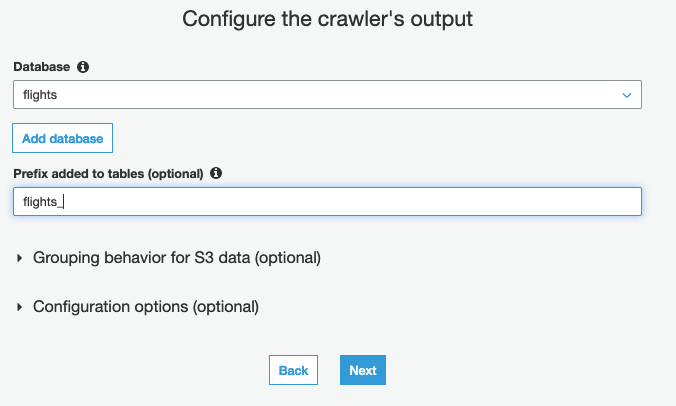 Configure the crawler's output
Database
flights
Add database
Prefix added to tables (optional)
flights_
Grouping behavior for S3 data (optional)
Configuration options (optional)
Back Next